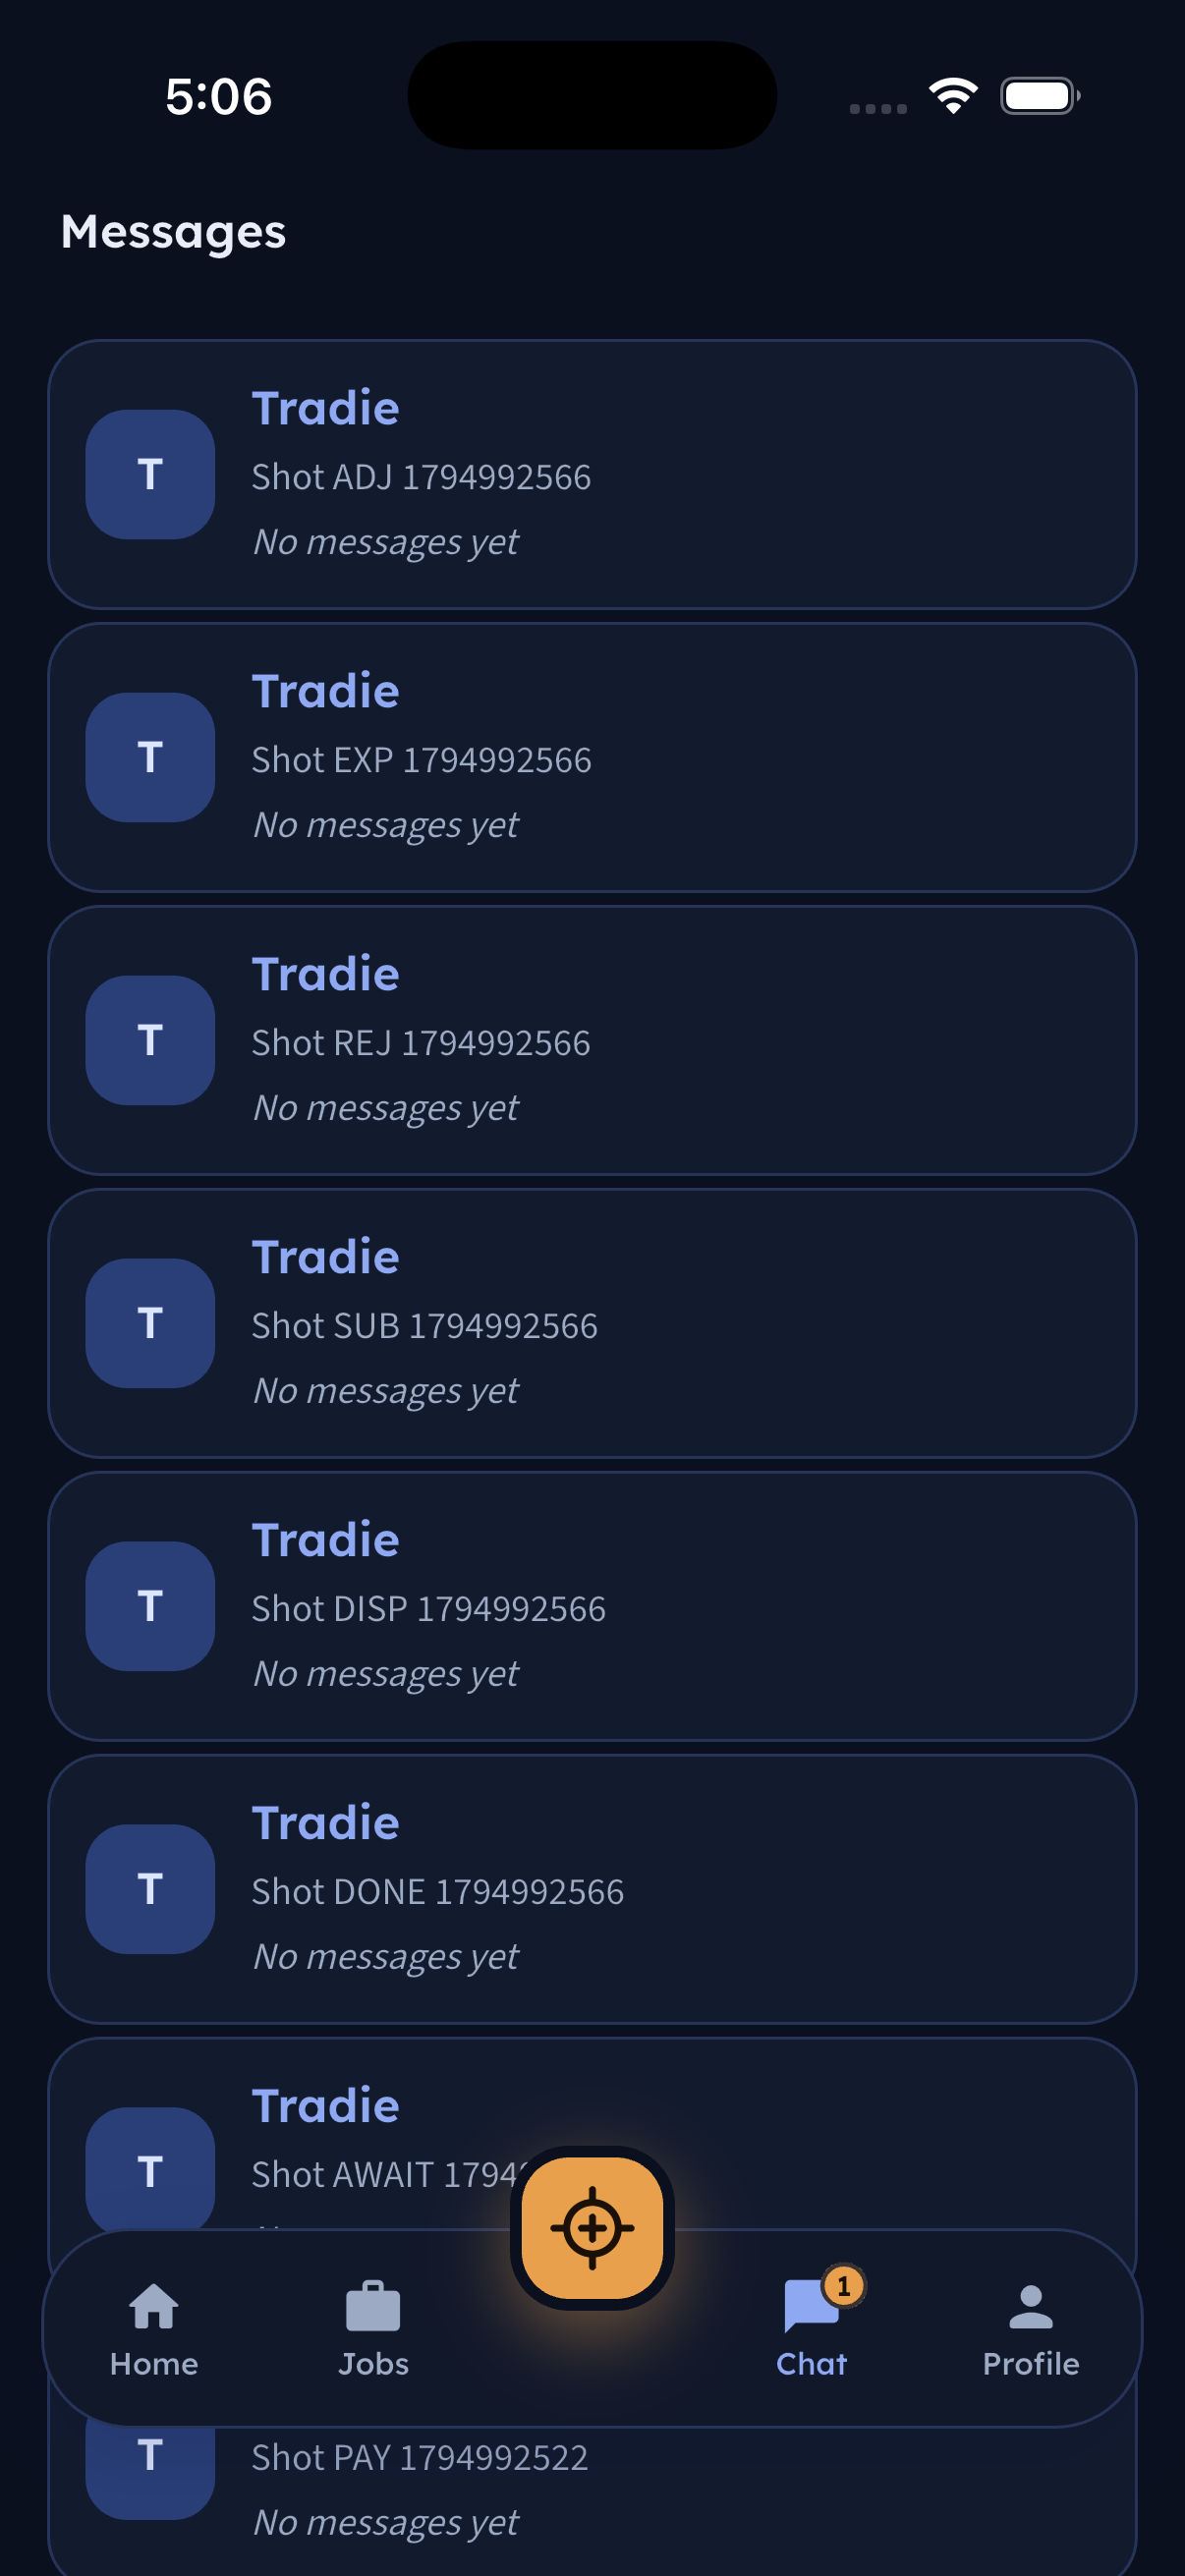 5:06
Messages
T
Tradie
Shot ADJ 1794992566
No messages yet
T
Tradie
Shot EXP 1794992566
No messages yet
T
Tradie
Shot REJ 1794992566
No messages yet
T
Tradie
Shot SUB 1794992566
No messages yet
T
Tradie
Shot DISP 1794992566
No messages yet
T
Tradie
Shot DONE 1794992566
No messages yet
T
Tradie
Shot AWAIT 1794
1
Home
Jobs
Chat
Profile
T
Shot PAY 1794992522
No messages yet